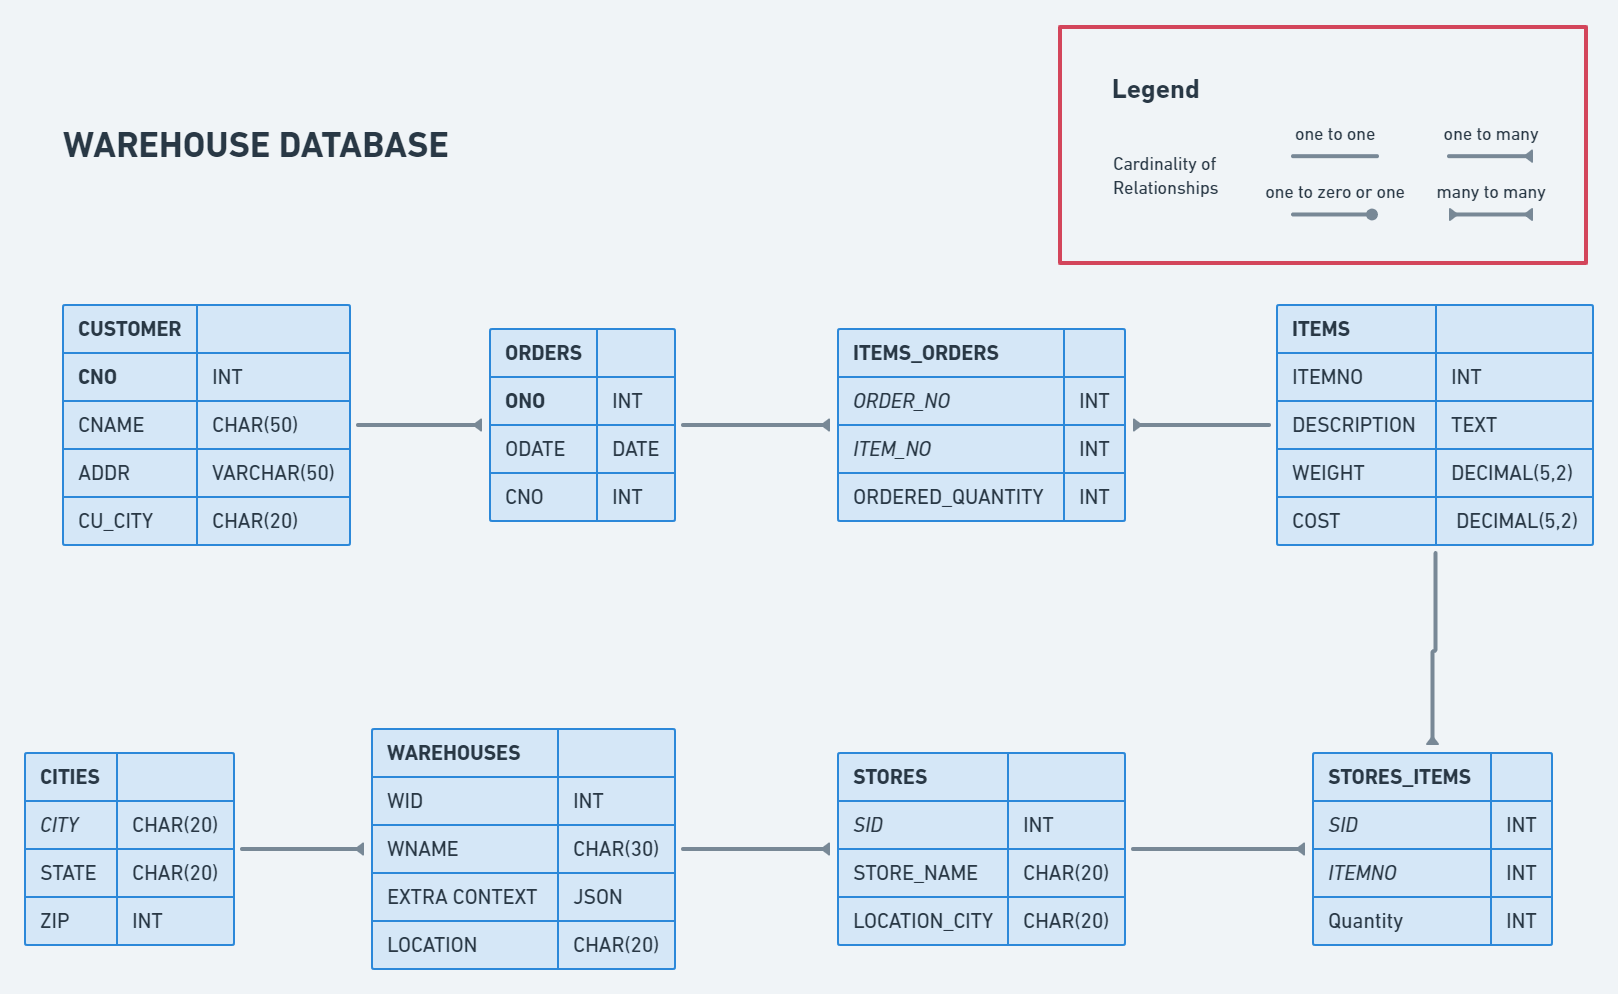 WAREHOUSE DATABASE
Legend
Cardinality of
Relationships
one to one
one to many
one to zero or one
many to many
CUSTOMER
CNO INT
CNAME CHAR(50)
ADDR VARCHAR(50)
CU_CITY CHAR(20)
ORDERS
ONO INT
ODATE DATE
CNO INT
ITEMS_ORDERS
ORDER_NO INT
ITEM_NO INT
ORDERED_QUANTITY INT
ITEMS
ITEMNO INT
DESCRIPTION TEXT
WEIGHT DECIMAL(5,2)
COST DECIMAL(5,2)
CITIES
CITY CHAR(20)
STATE CHAR(20)
ZIP INT
WAREHOUSES
WID INT
WNAME CHAR(30)
EXTRA CONTEXT JSON
LOCATION CHAR(20)
STORES
SID INT
STORE_NAME CHAR(20)
LOCATION_CITY CHAR(20)
STORES_ITEMS
SID INT
ITEMNO INT
Quantity INT